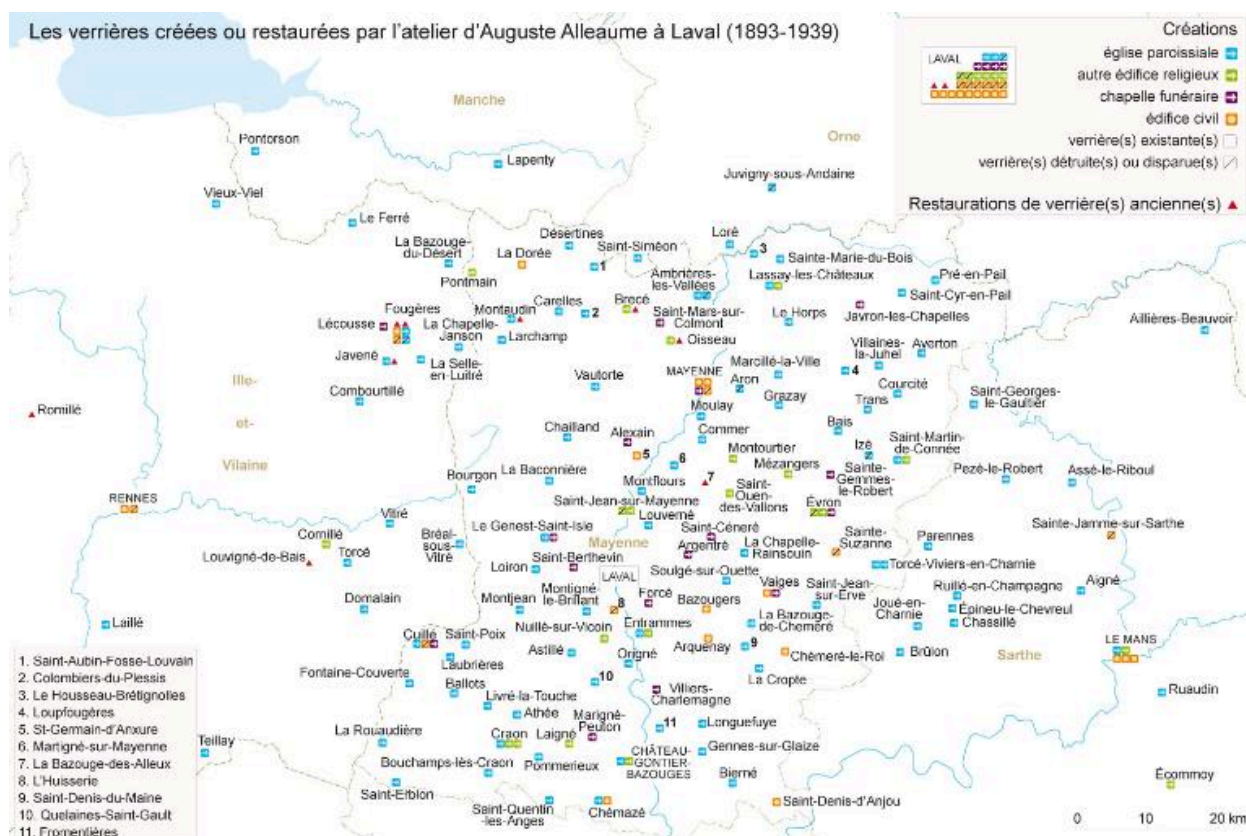 Les verrières créées ou restaurées par l'atelier d'Auguste Alleaume à Laval (1893-1939)
Créations
LAVAL
église paroissiale
autre édifice religieux
chapelle funéraire
édifice civil
verrière(s) existante(s)
verrière(s) détruite(s) ou disparue(s)
Restaurations de verrière(s) ancienne(s)
Manche
Orne
Pontorson
Lapenty
Juvigny-sous-Andaine
Vieux-Viel
Le Ferré
Désertines
Loré
3
La Bazouge-
du-Désert
La Dorée
Saint-Siméon
1
Sainte-Marie-du-Bois
Pontmain
Ambrières-
les-Vallées
Lassay-les-Châteaux
Pré-en-Pail
Saint-Cyr-en-Pail
Fougères
Montaudin
Carelles
2
Brecé
Saint-Mars-sur-
Colmont
Le Horps
Javron-les-Chapelles
Aillières-Beauvoir
Lécousse
La Chapelle-
Janson
Larchamp
Oisseau
Villaines-
la-Juhel
Averton
Javené
La Selle-
en-Luitré
Marcillé-la-Ville
4
Combourtillé
Vautorte
MAYENNE
Aron
Grazay
Courcité
Trans
Saint-Georges-
le-Gaultier
Ille-
et-
Vilaine
Romillé
Moulay
Chailland
Alexain
5
Commer
Bais
Izé
Saint-Martin-
de-Connée
La Baconnière
6
Montourtier
Mézangers
Bourgon
Montflours
7
Saint-
Ouen-
des-Vallons
Sainte-
Gemmes-
le-Robert
Pezé-le-Robert
Assé-le-Riboul
RENNES
Saint-Jean-sur-Mayenne
Louverné
Évron
Vitré
Le Genest-Saint-Isle
Saint-Céneré
Sainte-
Suzanne
Sainte-Jamme-sur-Sarthe
Cornillé
Bréal-
sous-
Vitré
Mayenne
Argentré
La Chapelle-
Rainsouin
Parennes
Louvigné-de-Bais
Torcé
Loiron
Saint-Berthevin
Soulgé-sur-Ouette
Torcé-Viviers-en-Charnie
LAVAL
Domalain
Montjean
Montigné-
le-Brillant
8
Forcé
Bazougers
Vaiges
Saint-Jean-
sur-Erve
Ruillé-en-Champagne
Aigné
Joué-en-
Charnie
Épineu-le-Chevreul
Chassillé
Laillé
Nuillé-sur-Vicoin
Entrammes
La Bazouge-
de-Chemeré
Cuillé
Saint-Poix
Astillé
Origné
Arquenay
9
Chémeré-le-Roi
Brûlon
Sarthe
LE MANS
Laubrières
Fontaine-Couverte
Ballots
10
Villiers-
Charlemagne
La Cropte
Ruaudin
Livré-la-Touche
Athée
Marigné-
Peuton
11
Longuefuye
La Rouaudière
Craon
Laigné
Teillay
Pommerieux
CHÂTEAU-
GONTIER-
BAZOUGES
Gennes-sur-Glaize
Bouchamps-lès-Craon
Bierné
Écommoy
Saint-Erblon
Saint-Quentin
les-Anges
Chémazé
Saint-Denis-d'Anjou
1. Saint-Aubin-Fosse-Louvain
2. Colombiers-du-Plessis
3. Le Housseau-Brétignolles
4. Loupfougères
5. St-Germain-d'Anxure
6. Martigné-sur-Mayenne
7. La Bazouge-des-Alleux
8. L'Huisserie
9. Saint-Denis-du-Maine
10. Quelaines-Saint-Gault
11. Fromentières
0 10 20 km